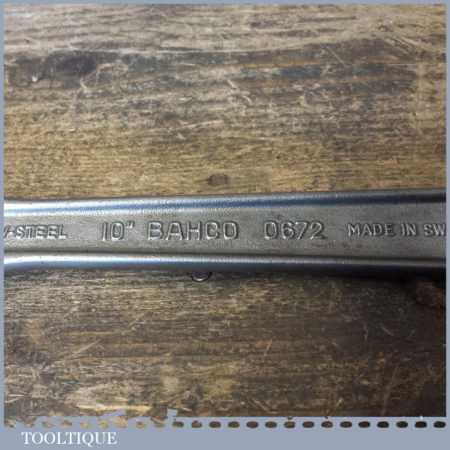 STEEL 10" BAHCO 0672 MADE IN SW
TOOLTIQUE